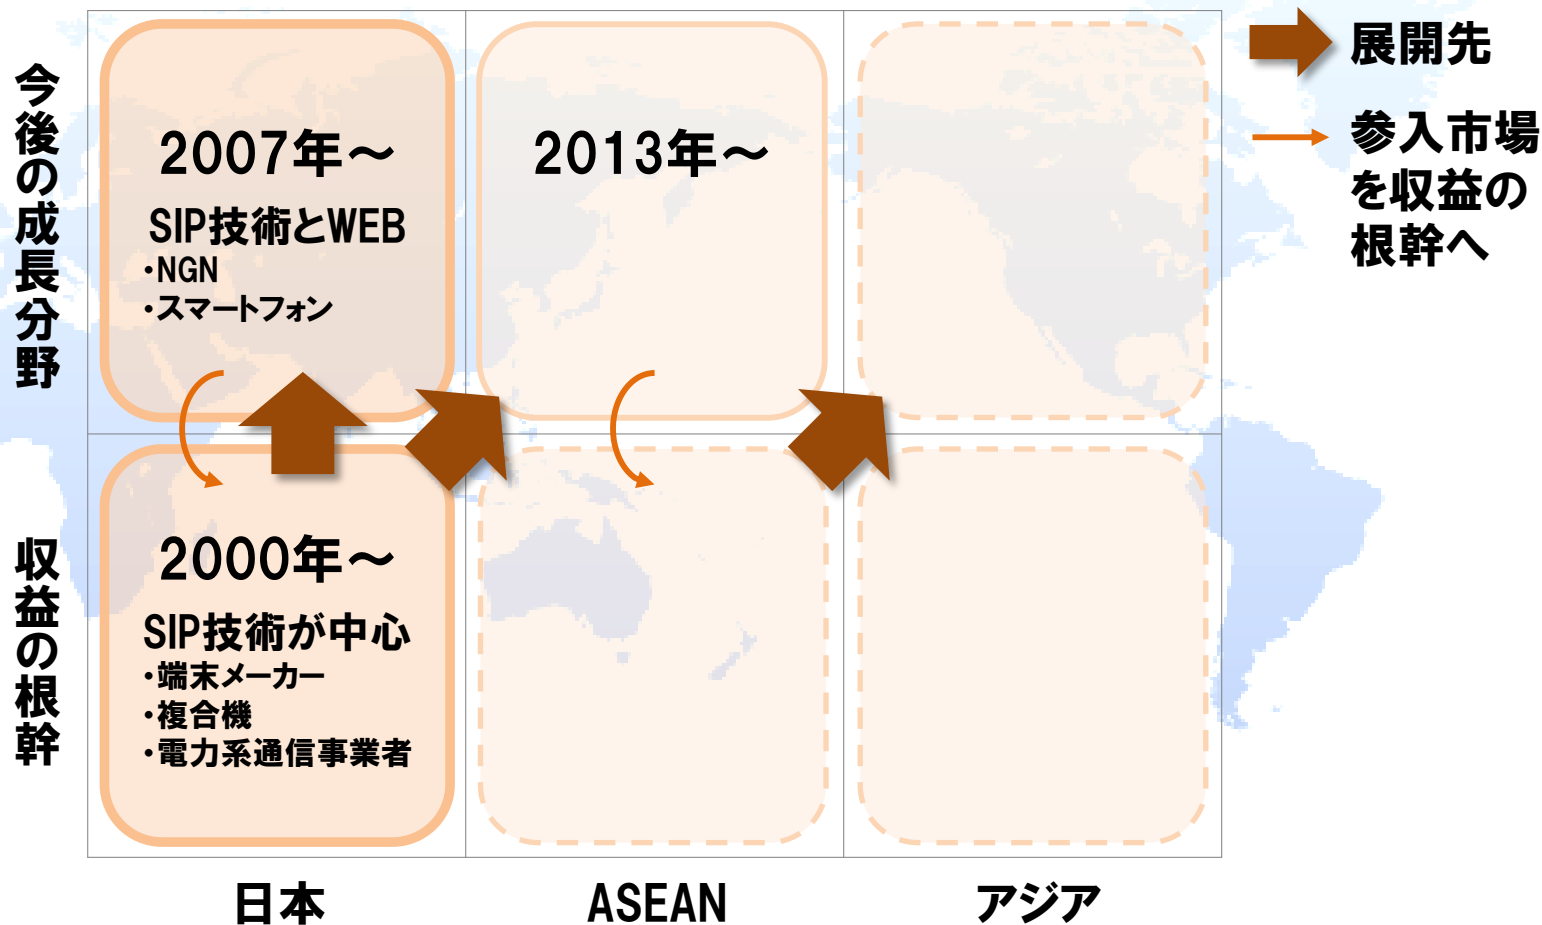 今後の成長分野
2007年～
SIP技術とWEB
・NGN
・スマートフォン
2013年～
展開先
参入市場
を収益の
根幹へ
収益の根幹
2000年～
SIP技術が中心
・端末メーカー
・複合機
・電力系通信事業者
日本
ASEAN
アジア